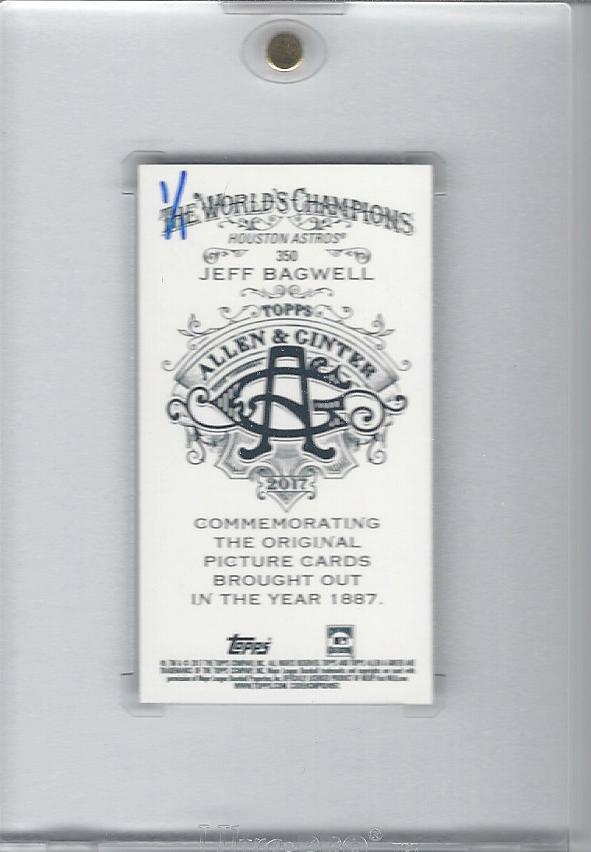 1/1
THE WORLD'S CHAMPIONS
HOUSTON ASTROS®
350
JEFF BAGWELL
TOPPS
ALLEN & GINTER
2017
COMMEMORATING
THE ORIGINAL
PICTURE CARDS
BROUGHT OUT
IN THE YEAR 1887.
Topps